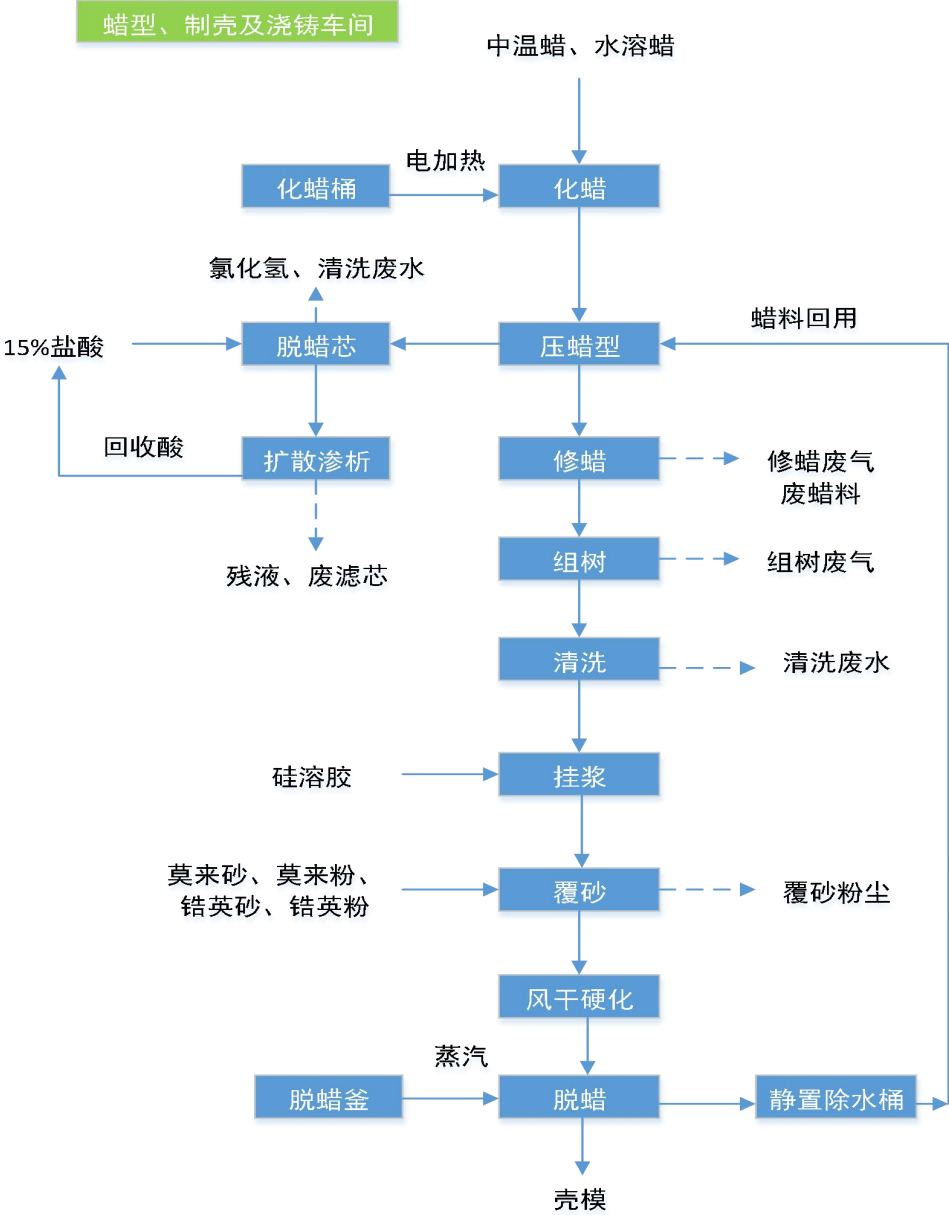 蜡型、制壳及浇铸车间
中温蜡、水溶蜡
电加热
化蜡桶
化蜡
氯化氢、清洗废水
蜡料回用
15%盐酸
脱蜡芯
压蜡型
回收酸
扩散渗析
修蜡
修蜡废气
废蜡料
残液、废滤芯
组树
组树废气
清洗
清洗废水
硅溶胶
挂浆
莫来砂、莫来粉、
锆英砂、锆英粉
覆砂
覆砂粉尘
风干硬化
蒸汽
脱蜡釜
脱蜡
静置除水桶
壳模